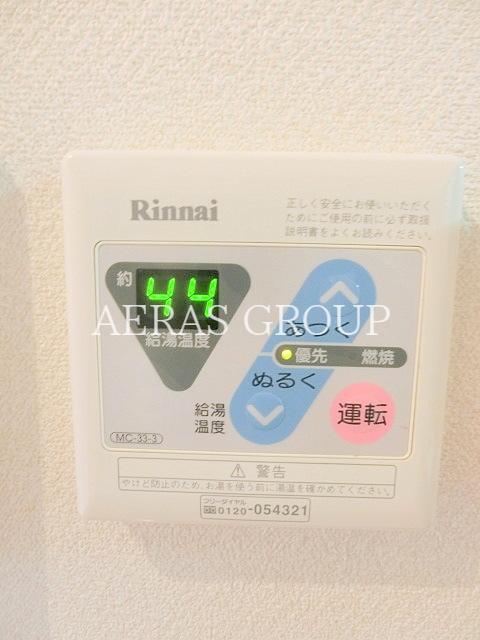 Rinnai
正しく安全にお使いいただく
ためにご使用の前に必ず取扱
説明書をよくお読みください。
約
44
給湯温度
あつく
AERAS GROUP
優先 燃焼
ぬるく
給湯
温度
運転
MC-33-3
⚠ 警告
やけど防止のため、お湯を使う前に湯温を確かめてください。
フリーダイヤル
0120-054321